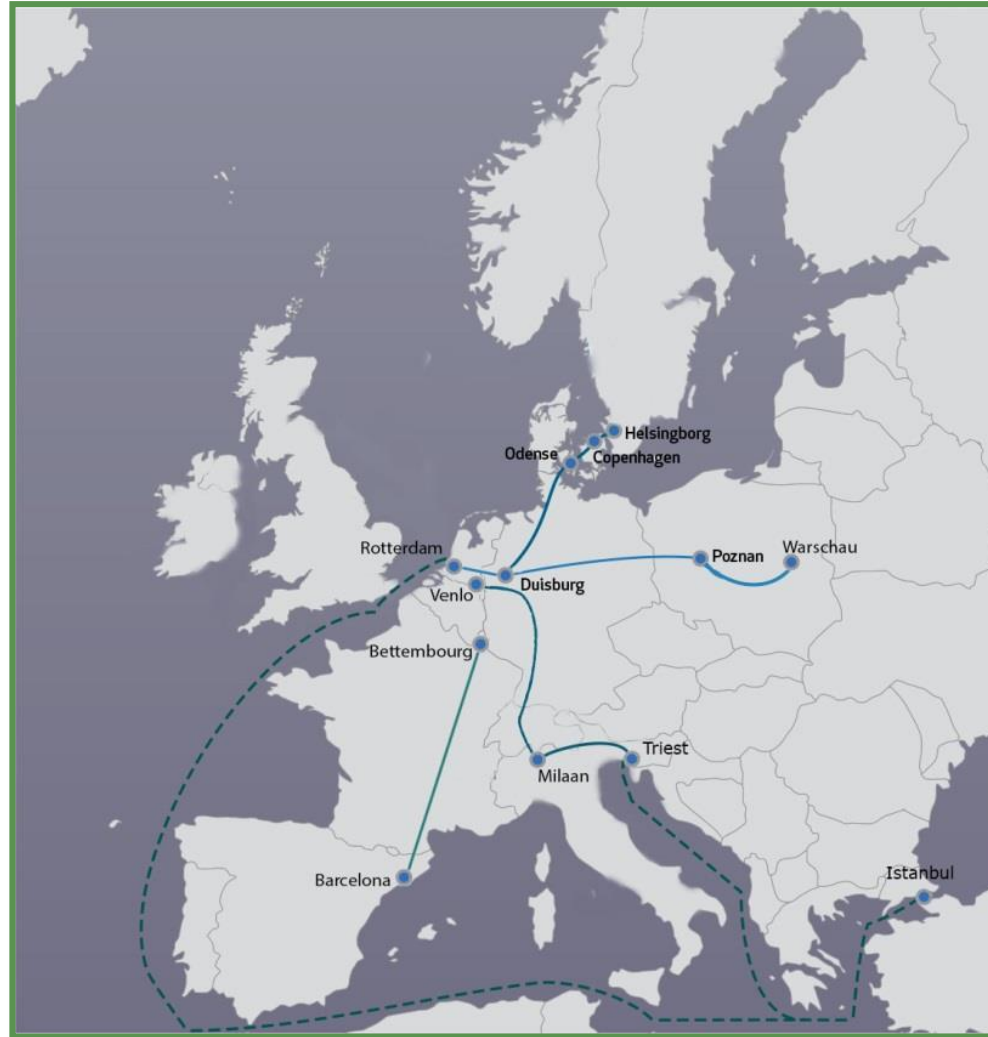 Helsingborg
Odense
Copenhagen
Rotterdam
Poznan
Warschau
Venlo
Duisburg
Bettembourg
Triest
Milaan
Barcelona
Istanbul